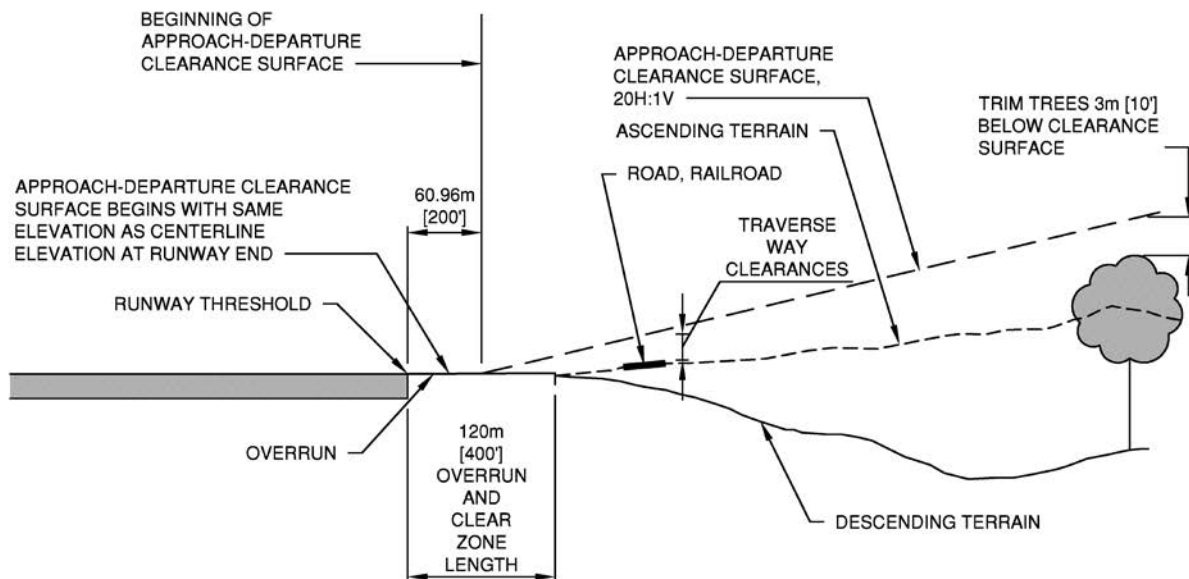 BEGINNING OF
APPROACH-DEPARTURE
CLEARANCE SURFACE
APPROACH-DEPARTURE
CLEARANCE SURFACE,
20H:1V
ASCENDING TERRAIN
TRIM TREES 3m [10']
BELOW CLEARANCE
SURFACE
ROAD, RAILROAD
APPROACH-DEPARTURE CLEARANCE
SURFACE BEGINS WITH SAME
ELEVATION AS CENTERLINE
ELEVATION AT RUNWAY END
60.96m
[200']
TRAVERSE
WAY
CLEARANCES
RUNWAY THRESHOLD
OVERRUN
120m
[400']
OVERRUN
AND
CLEAR
ZONE
LENGTH
DESCENDING TERRAIN